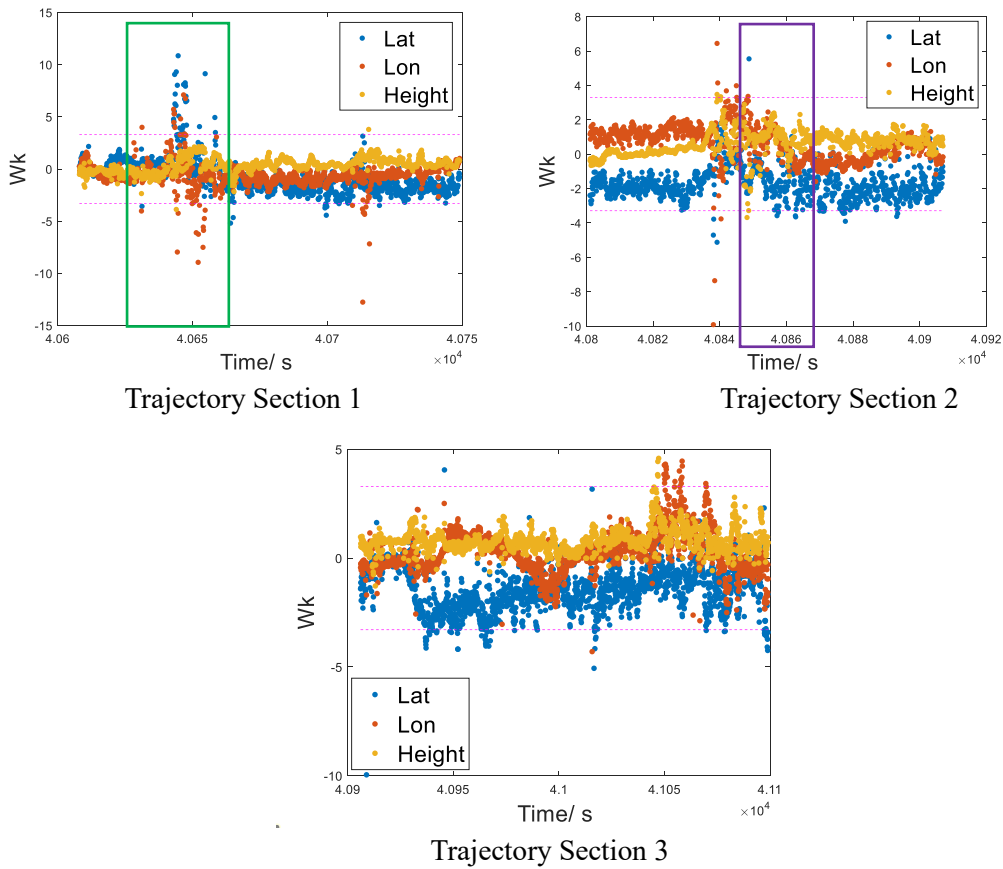 15
10
5
0
-5
-10
-15
Wk
Lat
Lon
Height
4.06
4.065
4.07
4.075
Time/ s
×10⁴
Trajectory Section 1
8
6
4
2
0
-2
-4
-6
-8
-10
Wk
Lat
Lon
Height
4.08
4.082
4.084
4.086
4.088
4.09
4.092
Time/ s
×10⁴
Trajectory Section 2
5
0
-5
-10
Wk
Lat
Lon
Height
4.09
4.095
4.1
4.105
4.11
Time/ s
×10⁴
Trajectory Section 3